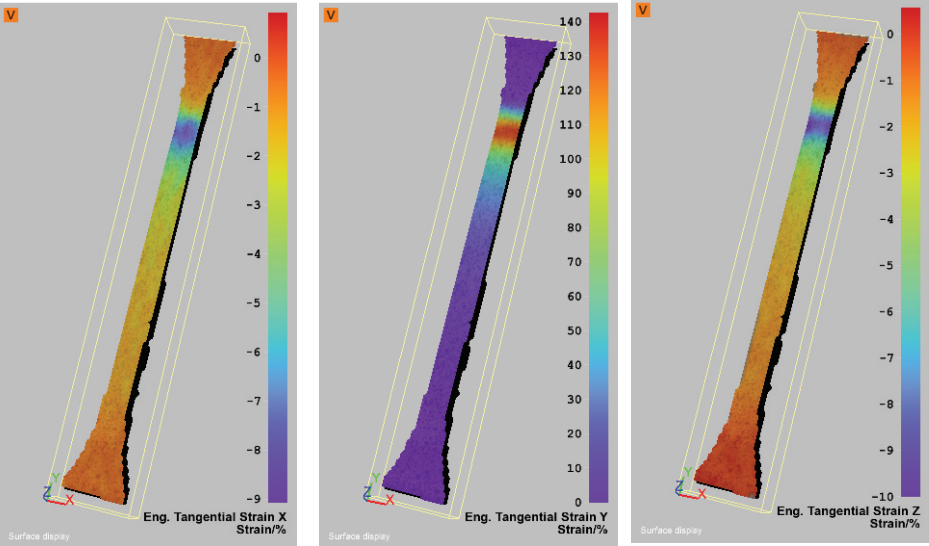 V
0
-1
-2
-3
-4
-5
-6
-7
-8
-9
Y
Z
X
Eng. Tangential Strain X
Strain/%
Surface display
V
140
130
120
110
100
90
80
70
60
50
40
30
20
10
0
Y
Z
X
Eng. Tangential Strain Y
Strain/%
Surface display
V
0
-1
-2
-3
-4
-5
-6
-7
-8
-9
-10
Y
Z
X
Eng. Tangential Strain Z
Strain/%
Surface display